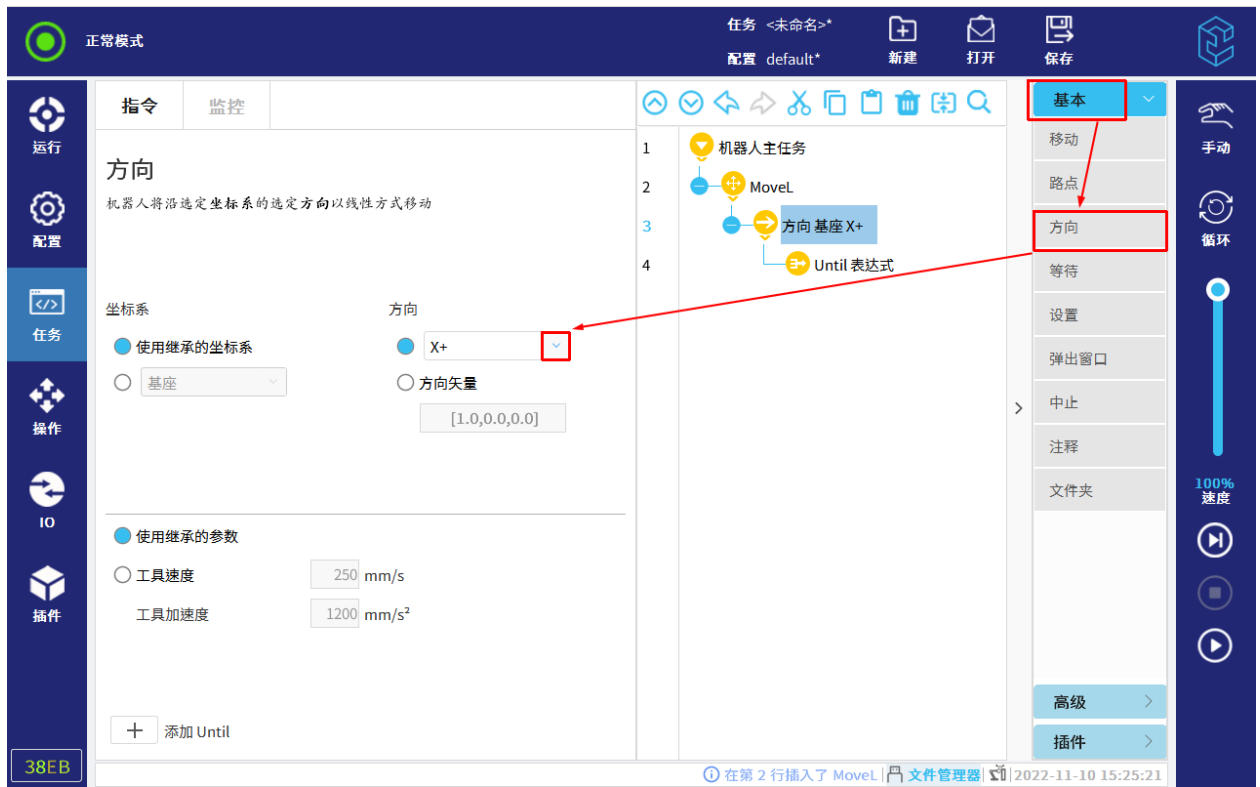 正常模式
任务 <未命名>*
配置 default*
新建
打开
保存
运行
配置
任务
操作
IO
插件
38EB
指令
监控
方向
机器人将沿选定坐标系的选定方向以线性方式移动
坐标系
方向
使用继承的坐标系
X+
基座
方向矢量
[1.0,0.0,0.0]
使用继承的参数
工具速度 250 mm/s
工具加速度 1200 mm/s²
添加 Until
1 机器人主任务
2 MoveL
3 方向 基座 X+
4 Until 表达式
基本
移动
路点
方向
等待
设置
弹出窗口
中止
注释
文件夹
高级
插件
手动
循环
100%
速度
在第 2 行插入了 MoveL
文件管理器
2022-11-10 15:25:21